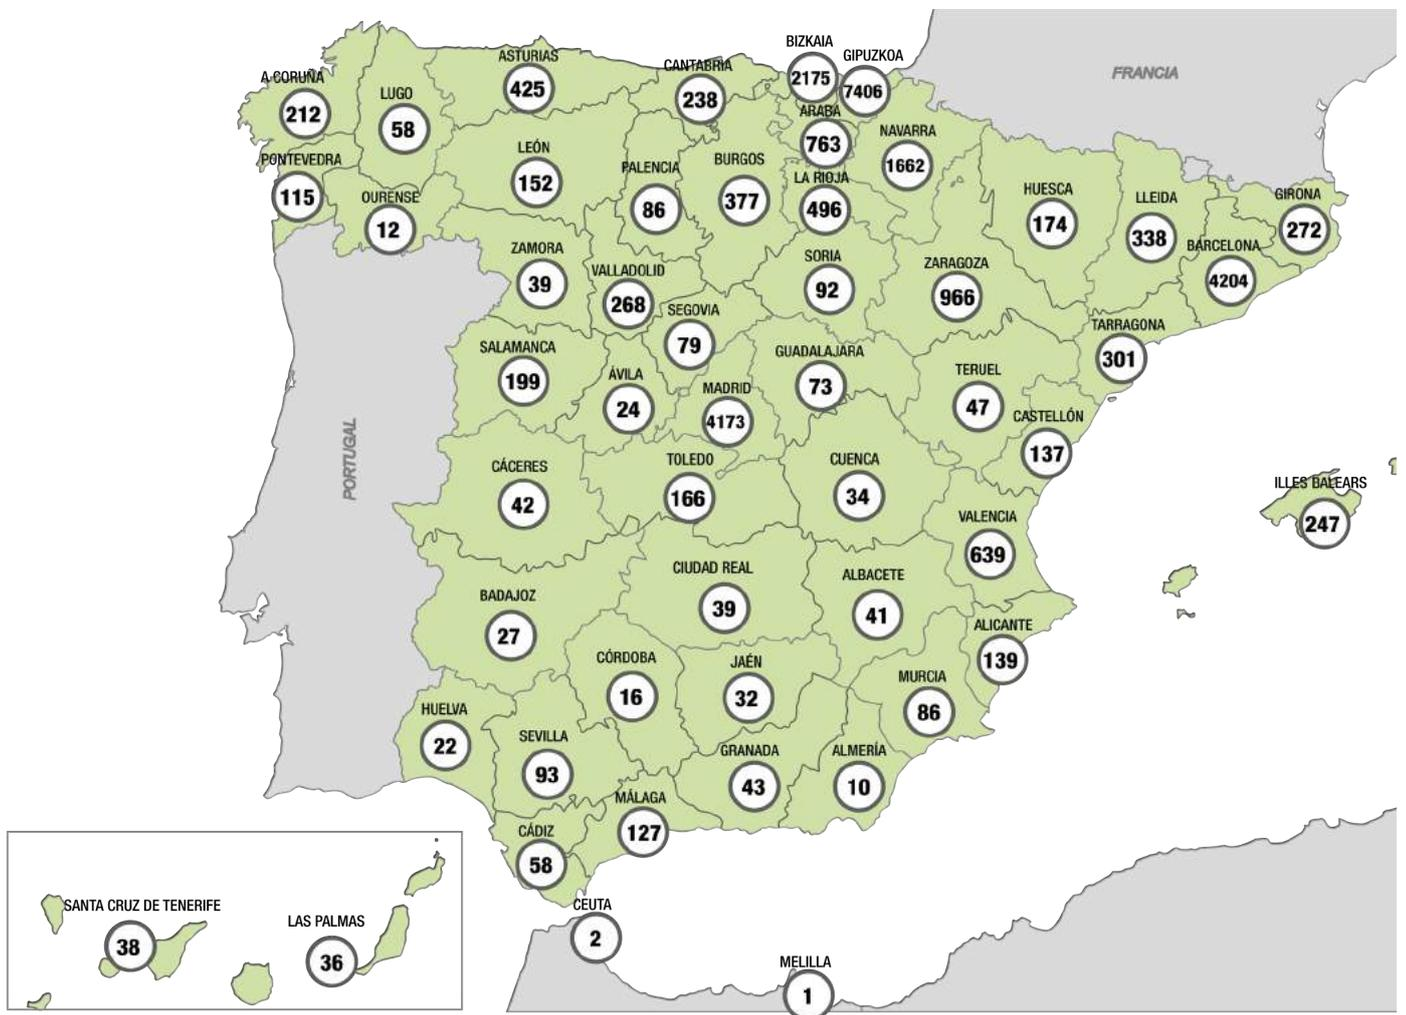 BIZKAIA
2175
GIPUZKOA
7406
FRANCIA
ASTURIAS
425
CANTABRIA
238
A CORUÑA
212
LUGO
58
ARABA
763
NAVARRA
1662
LEÓN
152
PALENCIA
86
BURGOS
377
LA RIOJA
496
PONTEVEDRA
115
OURENSE
12
HUESCA
174
LLEIDA
338
GIRONA
272
BARCELONA
4204
ZAMORA
39
VALLADOLID
268
SORIA
92
ZARAGOZA
966
SEGOVIA
79
TARRAGONA
301
SALAMANCA
199
ÁVILA
24
MADRID
4173
GUADALAJARA
73
TERUEL
47
CASTELLÓN
137
PORTUGAL
CÁCERES
42
TOLEDO
166
CUENCA
34
ILLES BALEARS
247
VALENCIA
639
BADAJOZ
27
CIUDAD REAL
39
ALBACETE
41
ALICANTE
139
CÓRDOBA
16
JAÉN
32
MURCIA
86
HUELVA
22
SEVILLA
93
GRANADA
43
ALMERÍA
10
MÁLAGA
127
CÁDIZ
58
SANTA CRUZ DE TENERIFE
38
LAS PALMAS
36
CEUTA
2
MELILLA
1